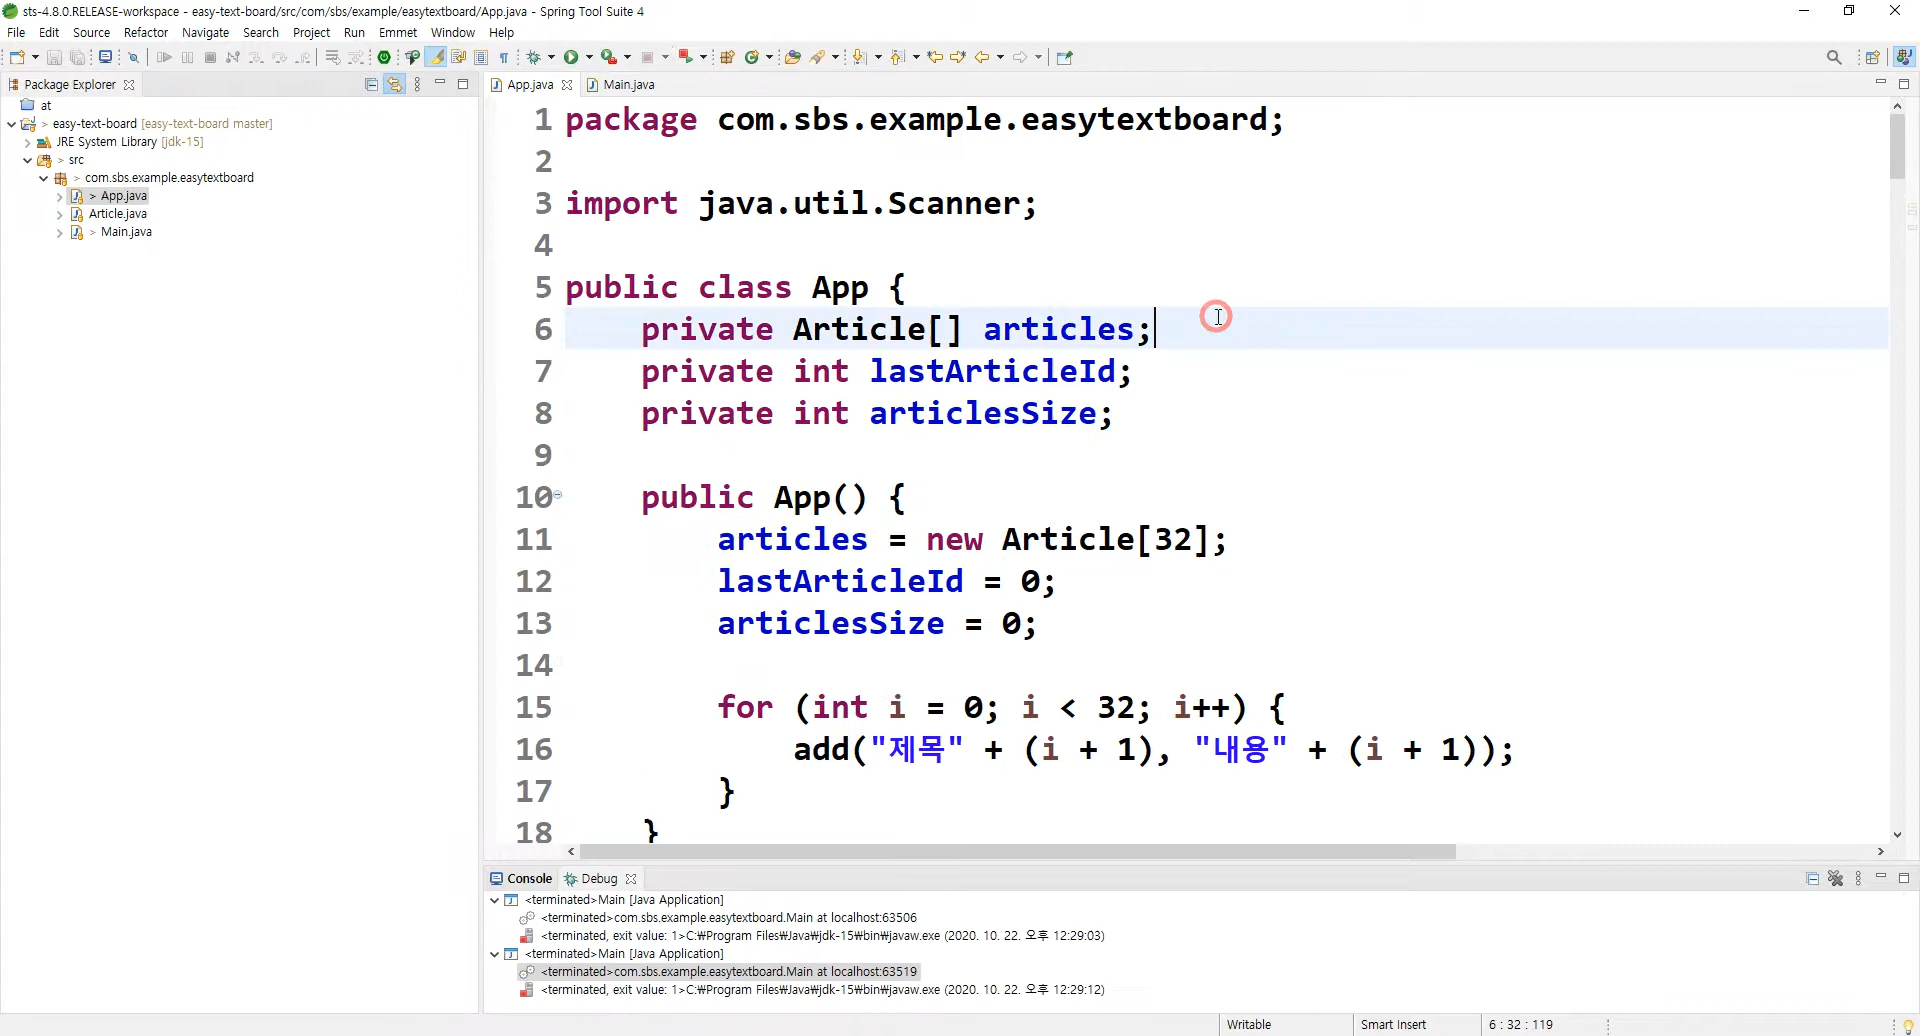 sts-4.8.0.RELEASE-workspace - easy-text-board/src/com/sbs/example/easytextboard/App.java - Spring Tool Suite 4
File Edit Source Refactor Navigate Search Project Run Emmet Window Help
Package Explorer
at
> easy-text-board [easy-text-board master]
JRE System Library [jdk-15]
> src
> com.sbs.example.easytextboard
> App.java
Article.java
> Main.java
App.java
Main.java
1 package com.sbs.example.easytextboard;
2
3 import java.util.Scanner;
4
5 public class App {
6 private Article[] articles;
7 private int lastArticleId;
8 private int articlesSize;
9
10 public App() {
11 articles = new Article[32];
12 lastArticleId = 0;
13 articlesSize = 0;
14
15 for (int i = 0; i < 32; i++) {
16 add("제목" + (i + 1), "내용" + (i + 1));
17 }
18 }
Console Debug
<terminated>Main [Java Application]
<terminated>com.sbs.example.easytextboard.Main at localhost:63506
<terminated, exit value: 1>C:₩Program Files₩Java₩jdk-15₩bin₩javaw.exe (2020. 10. 22. 오후 12:29:03)
<terminated>Main [Java Application]
<terminated>com.sbs.example.easytextboard.Main at localhost:63519
<terminated, exit value: 1>C:₩Program Files₩Java₩jdk-15₩bin₩javaw.exe (2020. 10. 22. 오후 12:29:12)
Writable Smart Insert 6 : 32 : 119